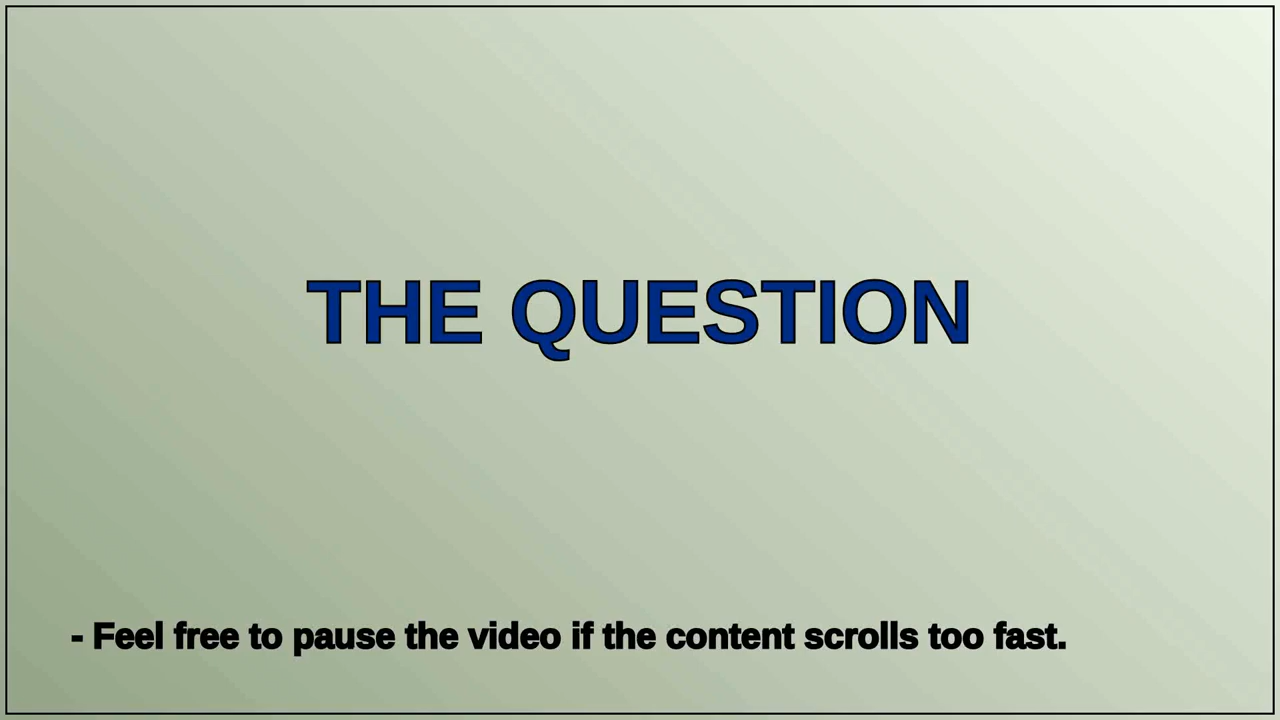 THE QUESTION
- Feel free to pause the video if the content scrolls too fast.